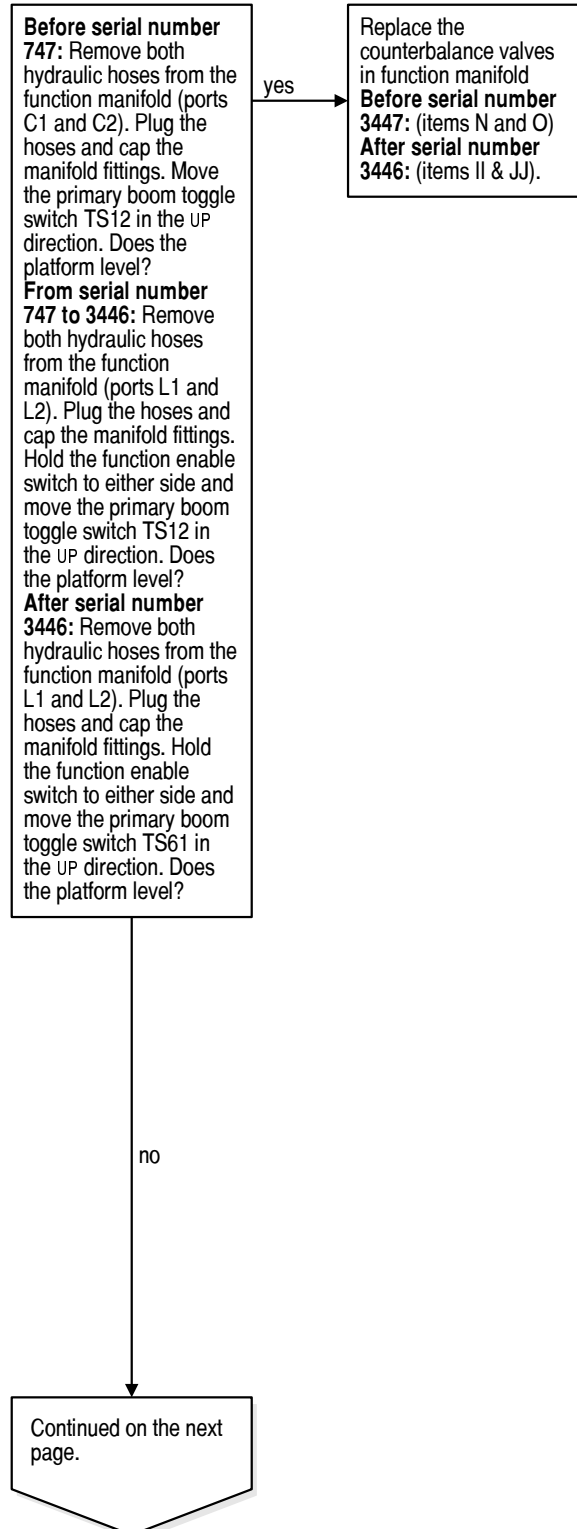 Before serial number
747: Remove both
hydraulic hoses from the
function manifold (ports
C1 and C2). Plug the
hoses and cap the
manifold fittings. Move
the primary boom toggle
switch TS12 in the UP
direction. Does the
platform level?
From serial number
747 to 3446: Remove
both hydraulic hoses
from the function
manifold (ports L1 and
L2). Plug the hoses and
cap the manifold fittings.
Hold the function enable
switch to either side and
move the primary boom
toggle switch TS12 in
the UP direction. Does
the platform level?
After serial number
3446: Remove both
hydraulic hoses from the
function manifold (ports
L1 and L2). Plug the
hoses and cap the
manifold fittings. Hold
the function enable
switch to either side and
move the primary boom
toggle switch TS61 in
the UP direction. Does
the platform level?
yes
Replace the
counterbalance valves
in function manifold
Before serial number
3447: (items N and O)
After serial number
3446: (items II & JJ).
no
Continued on the next
page.